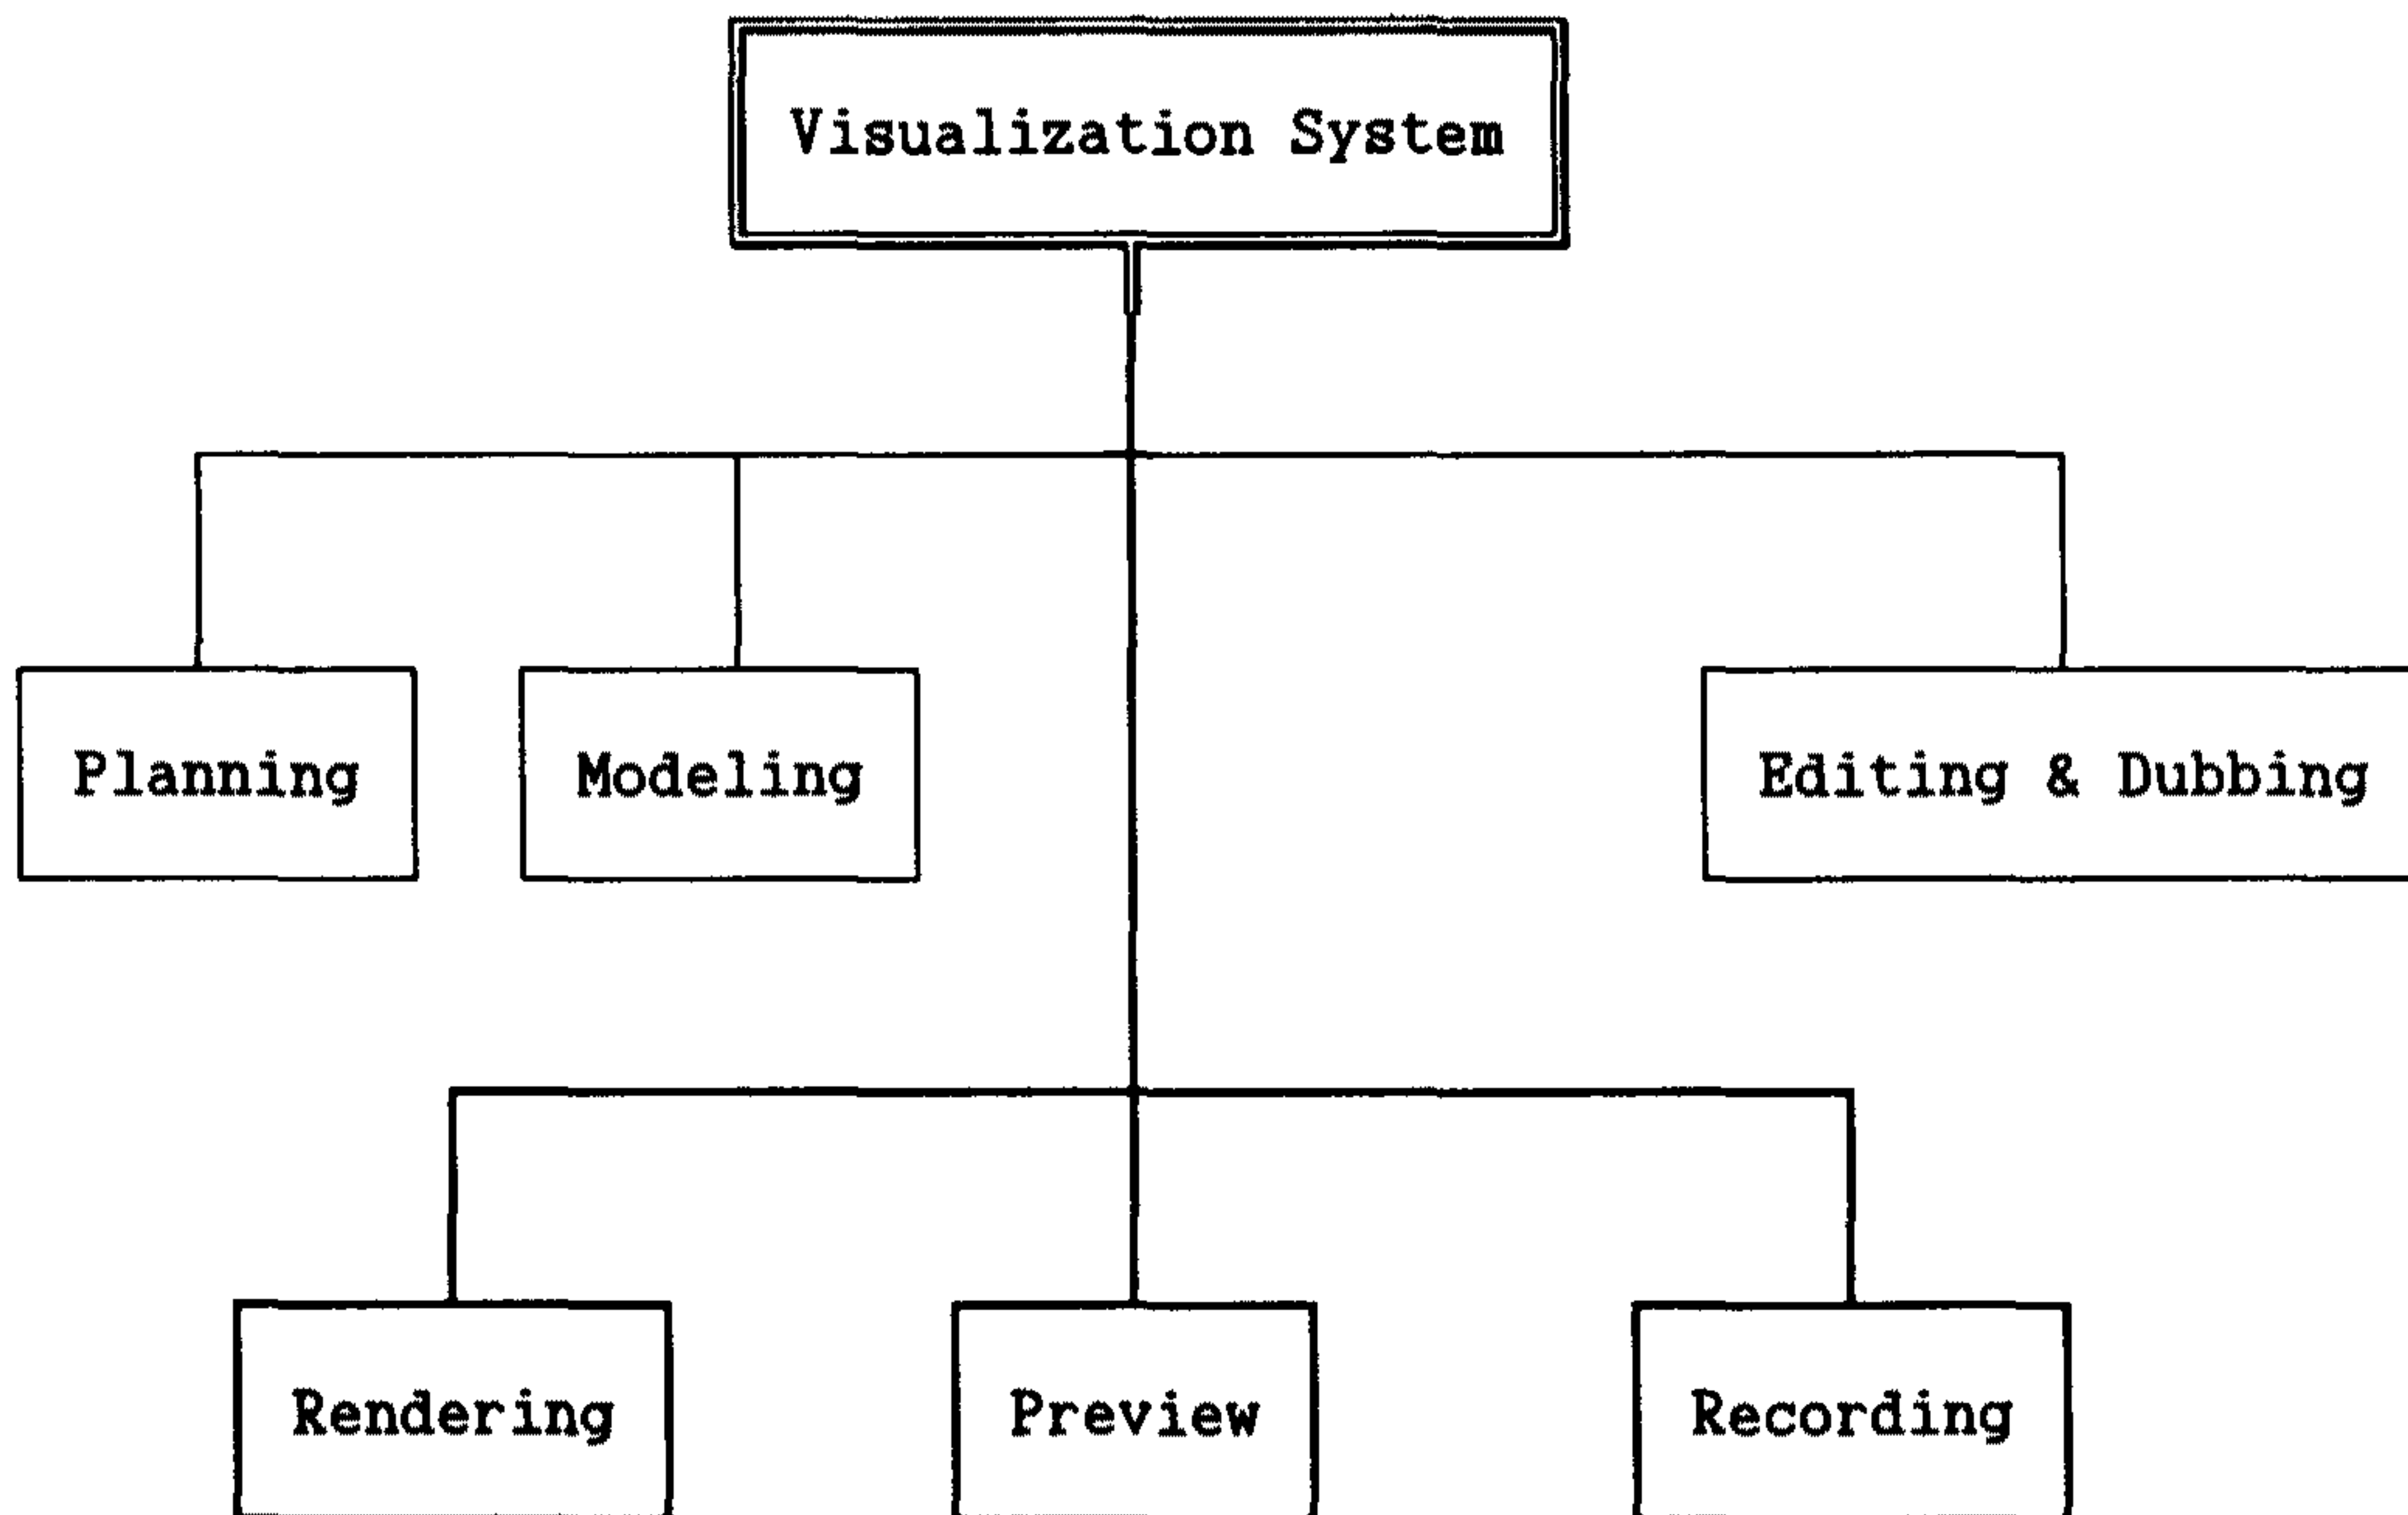 Visualization System
Planning
Modeling
Editing & Dubbing
Rendering
Preview
Recording